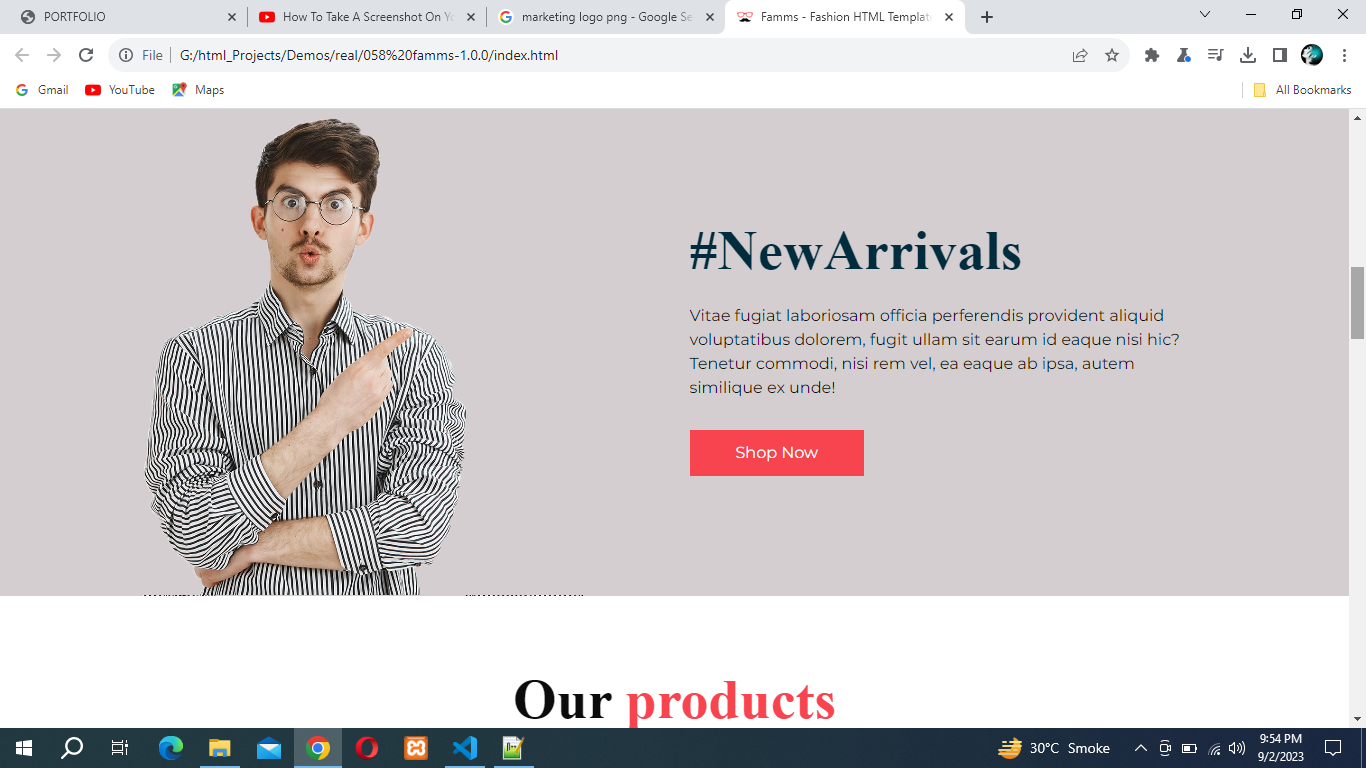 PORTFOLIO
How To Take A Screenshot On Yo
marketing logo png - Google Se
Famms - Fashion HTML Template
File
G:/html_Projects/Demos/real/058%20famms-1.0.0/index.html
Gmail
YouTube
Maps
All Bookmarks
#NewArrivals
Vitae fugiat laboriosam officia perferendis provident aliquid
voluptatibus dolorem, fugit ullam sit earum id eaque nisi hic?
Tenetur commodi, nisi rem vel, ea eaque ab ipsa, autem
similique ex unde!
Shop Now
Our products
30°C Smoke
9:54 PM
9/2/2023